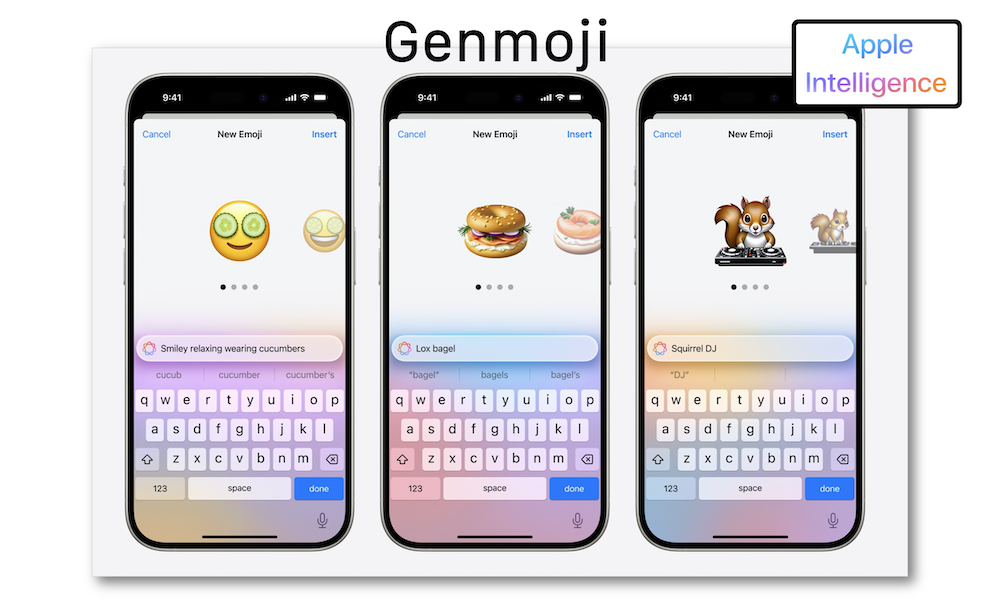 Genmoji
Apple
Intelligence
9:41
Cancel New Emoji Insert
Smiley relaxing wearing cucumbers
cucub cucumber cucumber's
q w e r t y u i o p
a s d f g h j k l
z x c v b n m
123 space done
9:41
Cancel New Emoji Insert
Lox bagel
“bagel” bagels bagel's
q w e r t y u i o p
a s d f g h j k l
z x c v b n m
123 space done
9:41
Cancel New Emoji Insert
Squirrel DJ
“DJ”
q w e r t y u i o p
a s d f g h j k l
z x c v b n m
123 space done